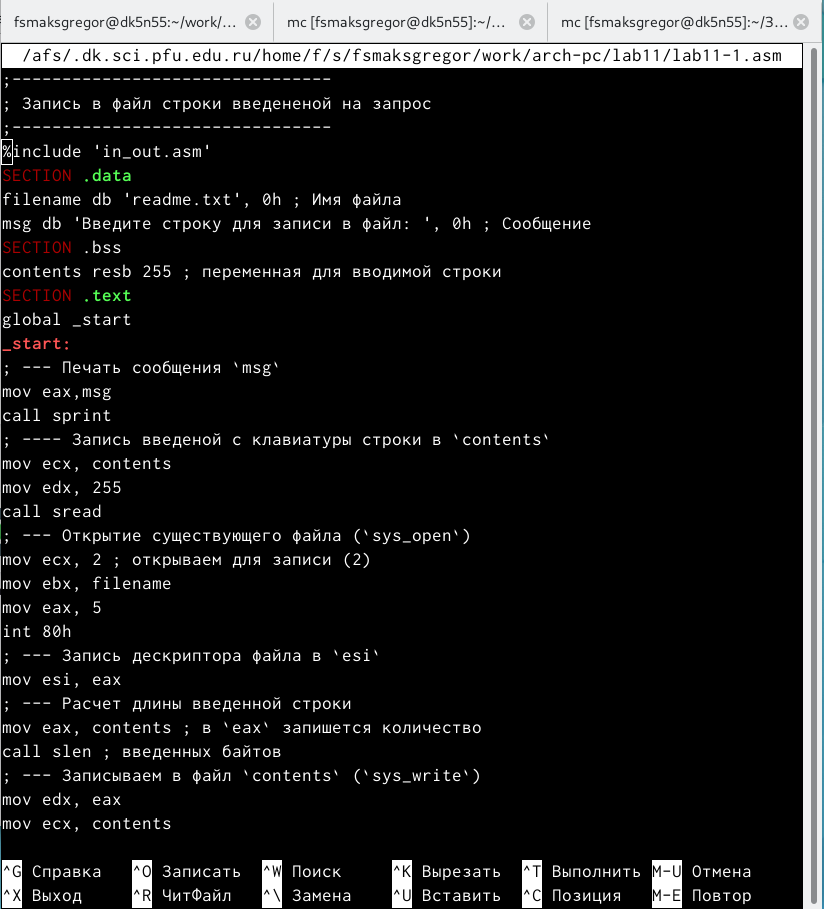 fsmaksgregor@dk5n55:~/work/... mc [fsmaksgregor@dk5n55]:~/... mc [fsmaksgregor@dk5n55]:~/3...
/afs/.dk.sci.pfu.edu.ru/home/f/s/fsmaksgregor/work/arch-pc/lab11/lab11-1.asm
;--------------------------------
; Запись в файл строки введененой на запрос
;--------------------------------
%include 'in_out.asm'
SECTION .data
filename db 'readme.txt', 0h ; Имя файла
msg db 'Введите строку для записи в файл: ', 0h ; Сообщение
SECTION .bss
contents resb 255 ; переменная для вводимой строки
SECTION .text
global _start
_start:
; --- Печать сообщения `msg`
mov eax,msg
call sprint
; ---- Запись введеной с клавиатуры строки в `contents`
mov ecx, contents
mov edx, 255
call sread
; --- Открытие существующего файла (`sys_open`)
mov ecx, 2 ; открываем для записи (2)
mov ebx, filename
mov eax, 5
int 80h
; --- Запись дескриптора файла в `esi`
mov esi, eax
; --- Расчет длины введенной строки
mov eax, contents ; в `eax` запишется количество
call slen ; введенных байтов
; --- Записываем в файл `contents` (`sys_write`)
mov edx, eax
mov ecx, contents
^G Справка ^O Записать ^W Поиск ^K Вырезать ^T Выполнить M-U Отмена
^X Выход ^R ЧитФайл ^\ Замена ^U Вставить ^C Позиция M-E Повтор